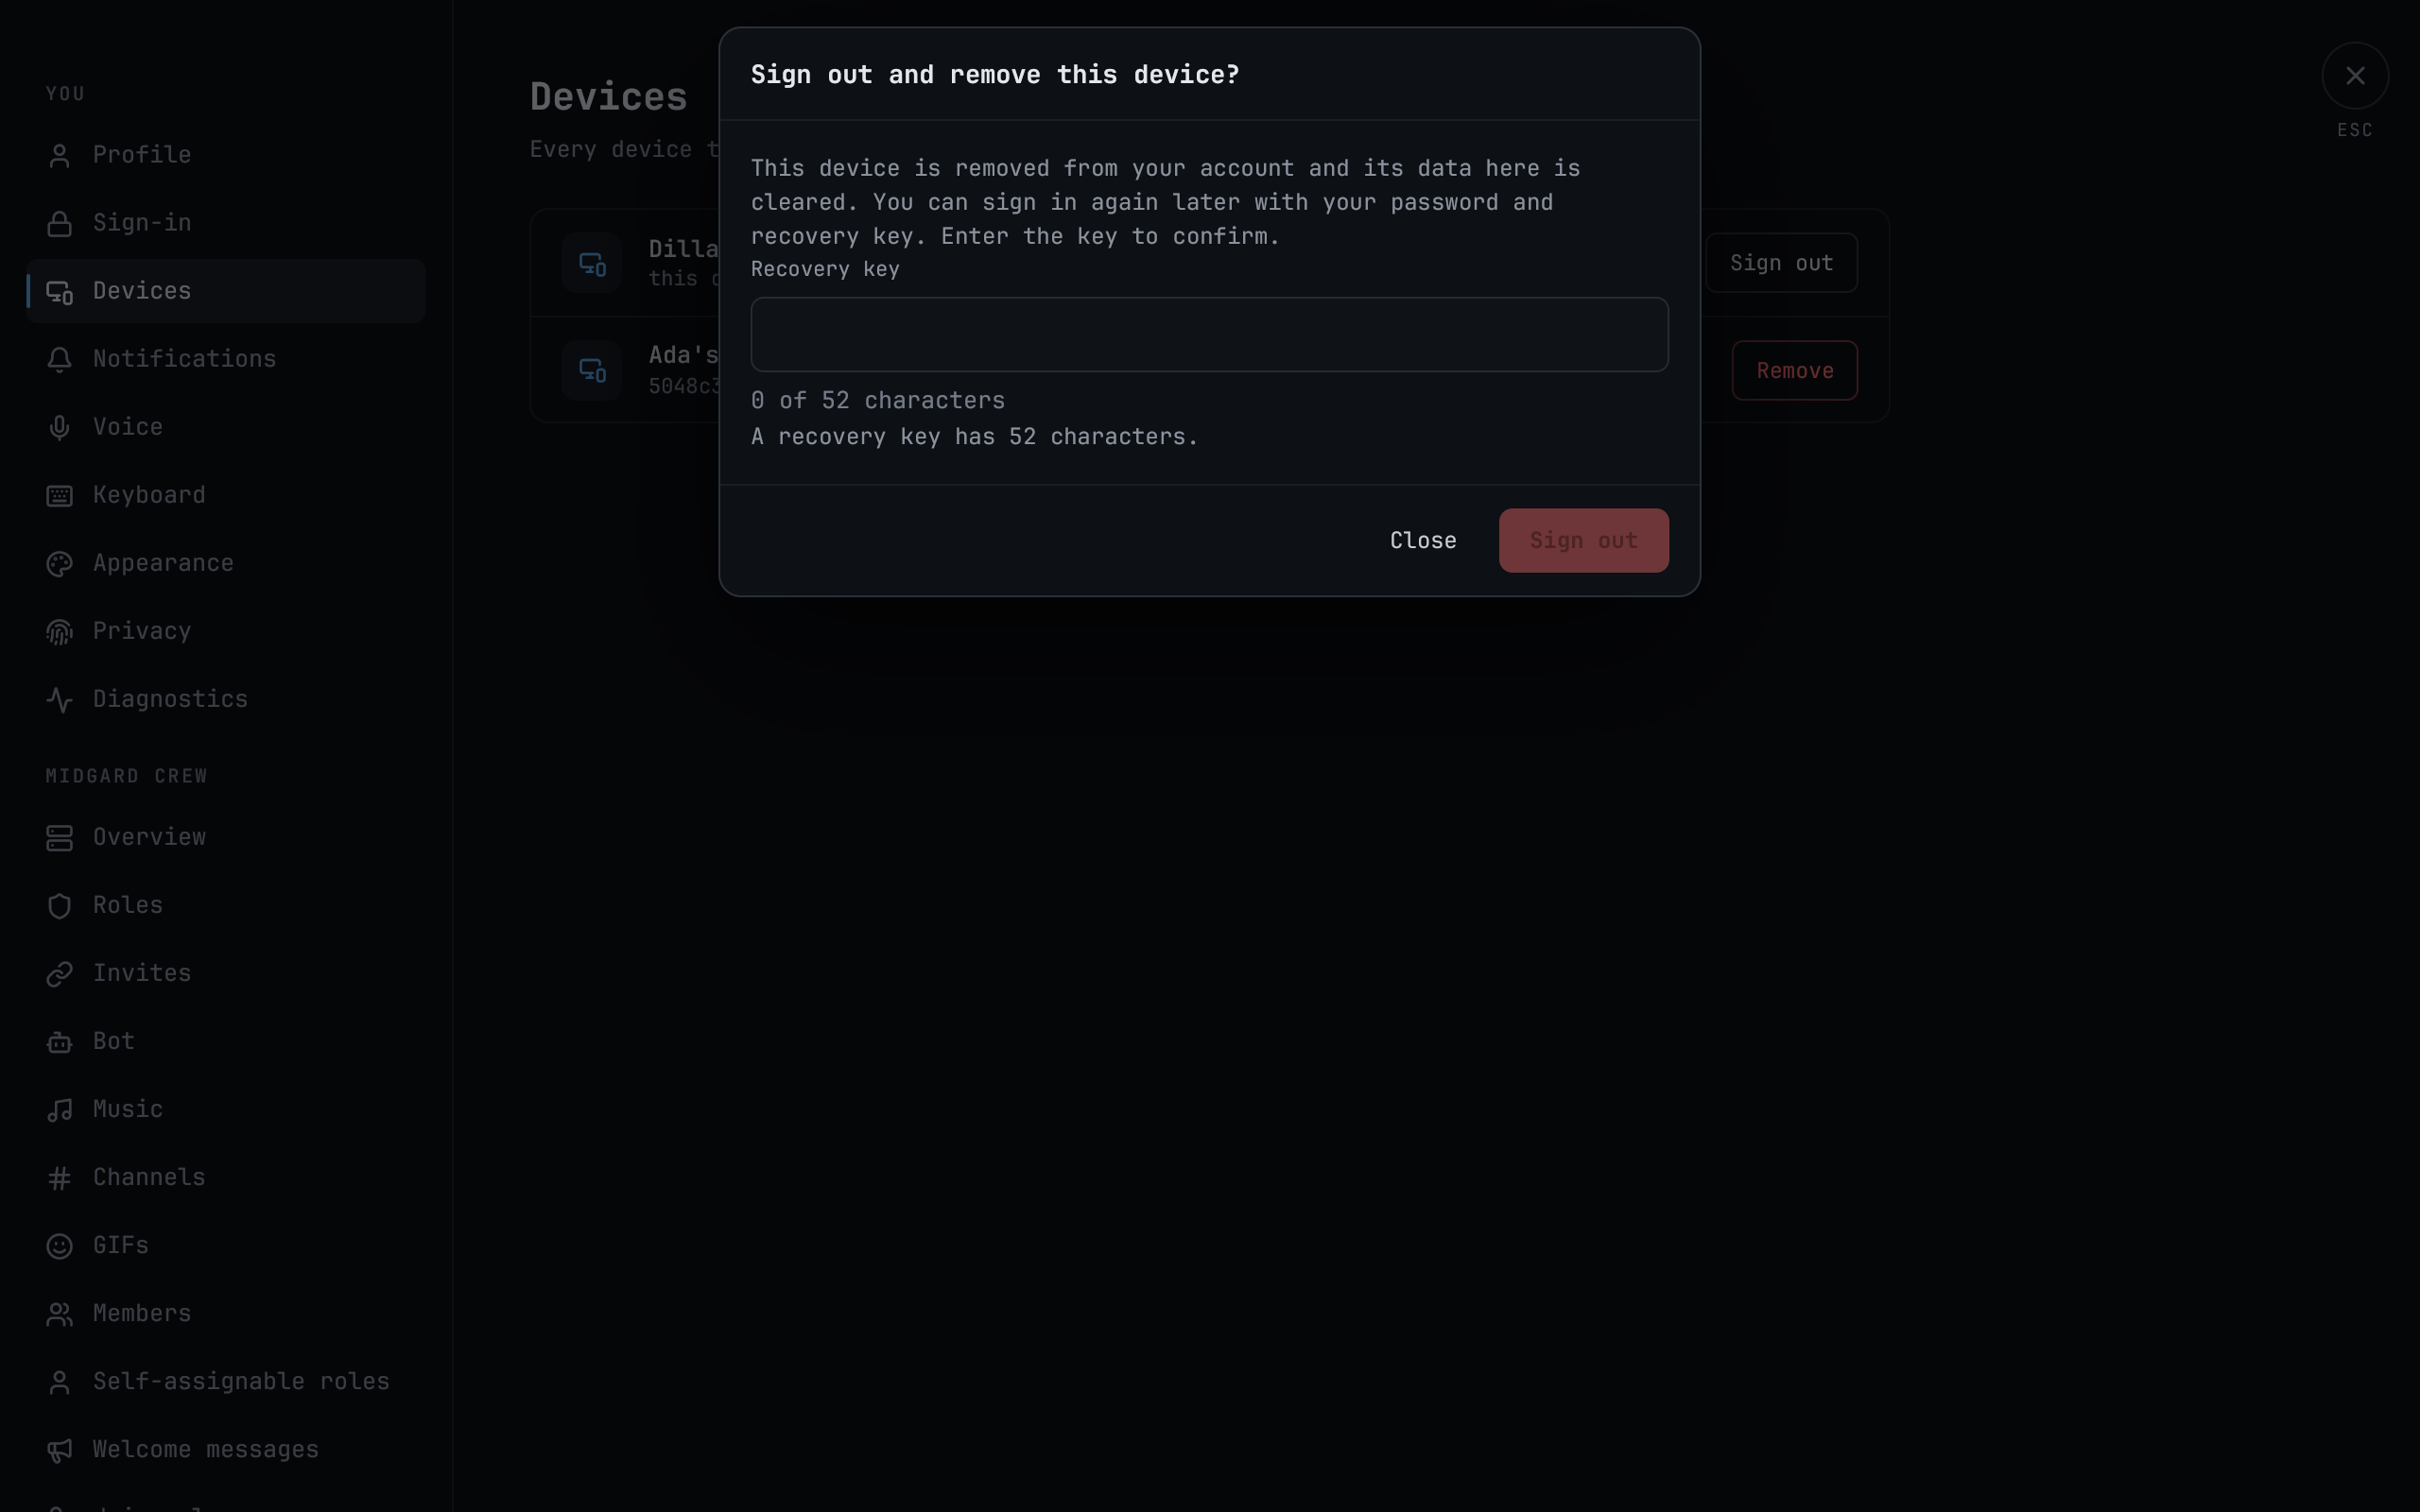 YOU
Profile
Sign-in
Devices
Notifications
Voice
Keyboard
Appearance
Privacy
Diagnostics
MIDGARD CREW
Overview
Roles
Invites
Bot
Music
Channels
GIFs
Members
Self-assignable roles
Welcome messages
Devices
Every device
Dilla
this
Sign out
Ada's
5048c3
Remove
ESC
Sign out and remove this device?
This device is removed from your account and its data here is
cleared. You can sign in again later with your password and
recovery key. Enter the key to confirm.
Recovery key
0 of 52 characters
A recovery key has 52 characters.
Close
Sign out